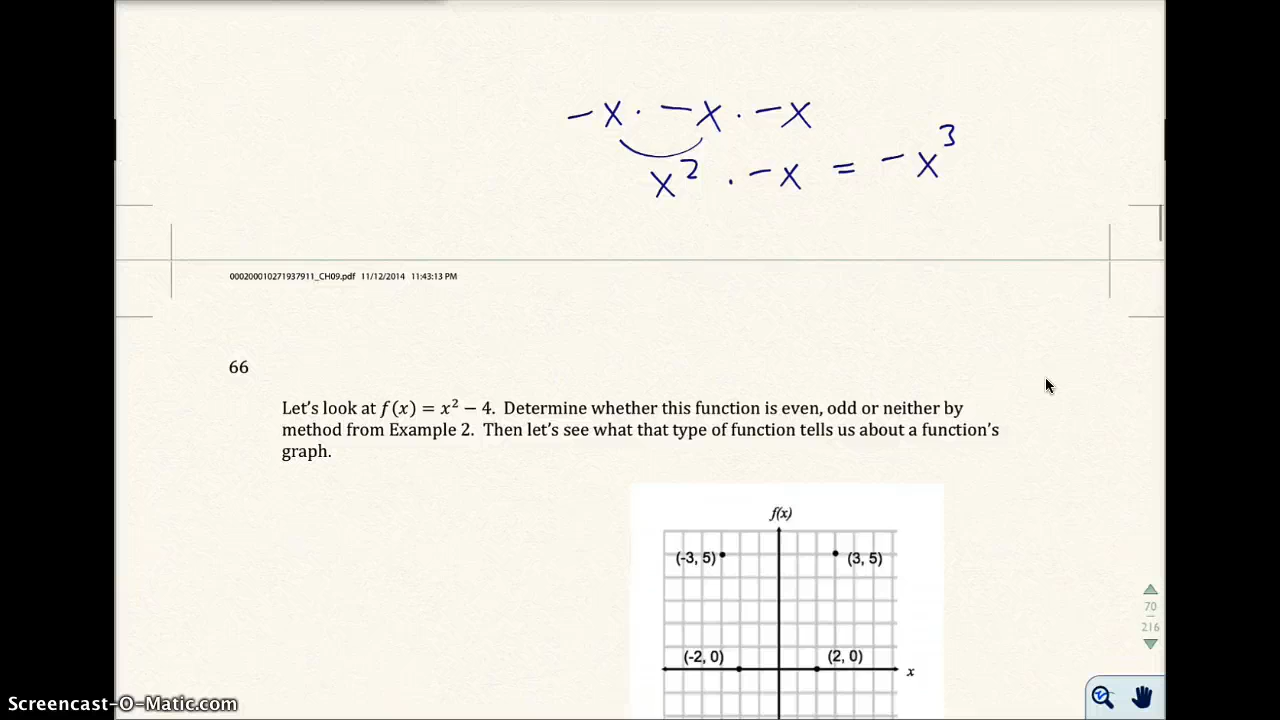 -x · -x · -x
x² · -x = -x³
000200010271937911_CH09.pdf 11/12/2014 11:43:13 PM
66
Let's look at f(x) = x² − 4. Determine whether this function is even, odd or neither by
method from Example 2. Then let's see what that type of function tells us about a function's
graph.
f(x)
(-3, 5) (3, 5)
(-2, 0) (2, 0)
x
70
216
Screencast-O-Matic.com